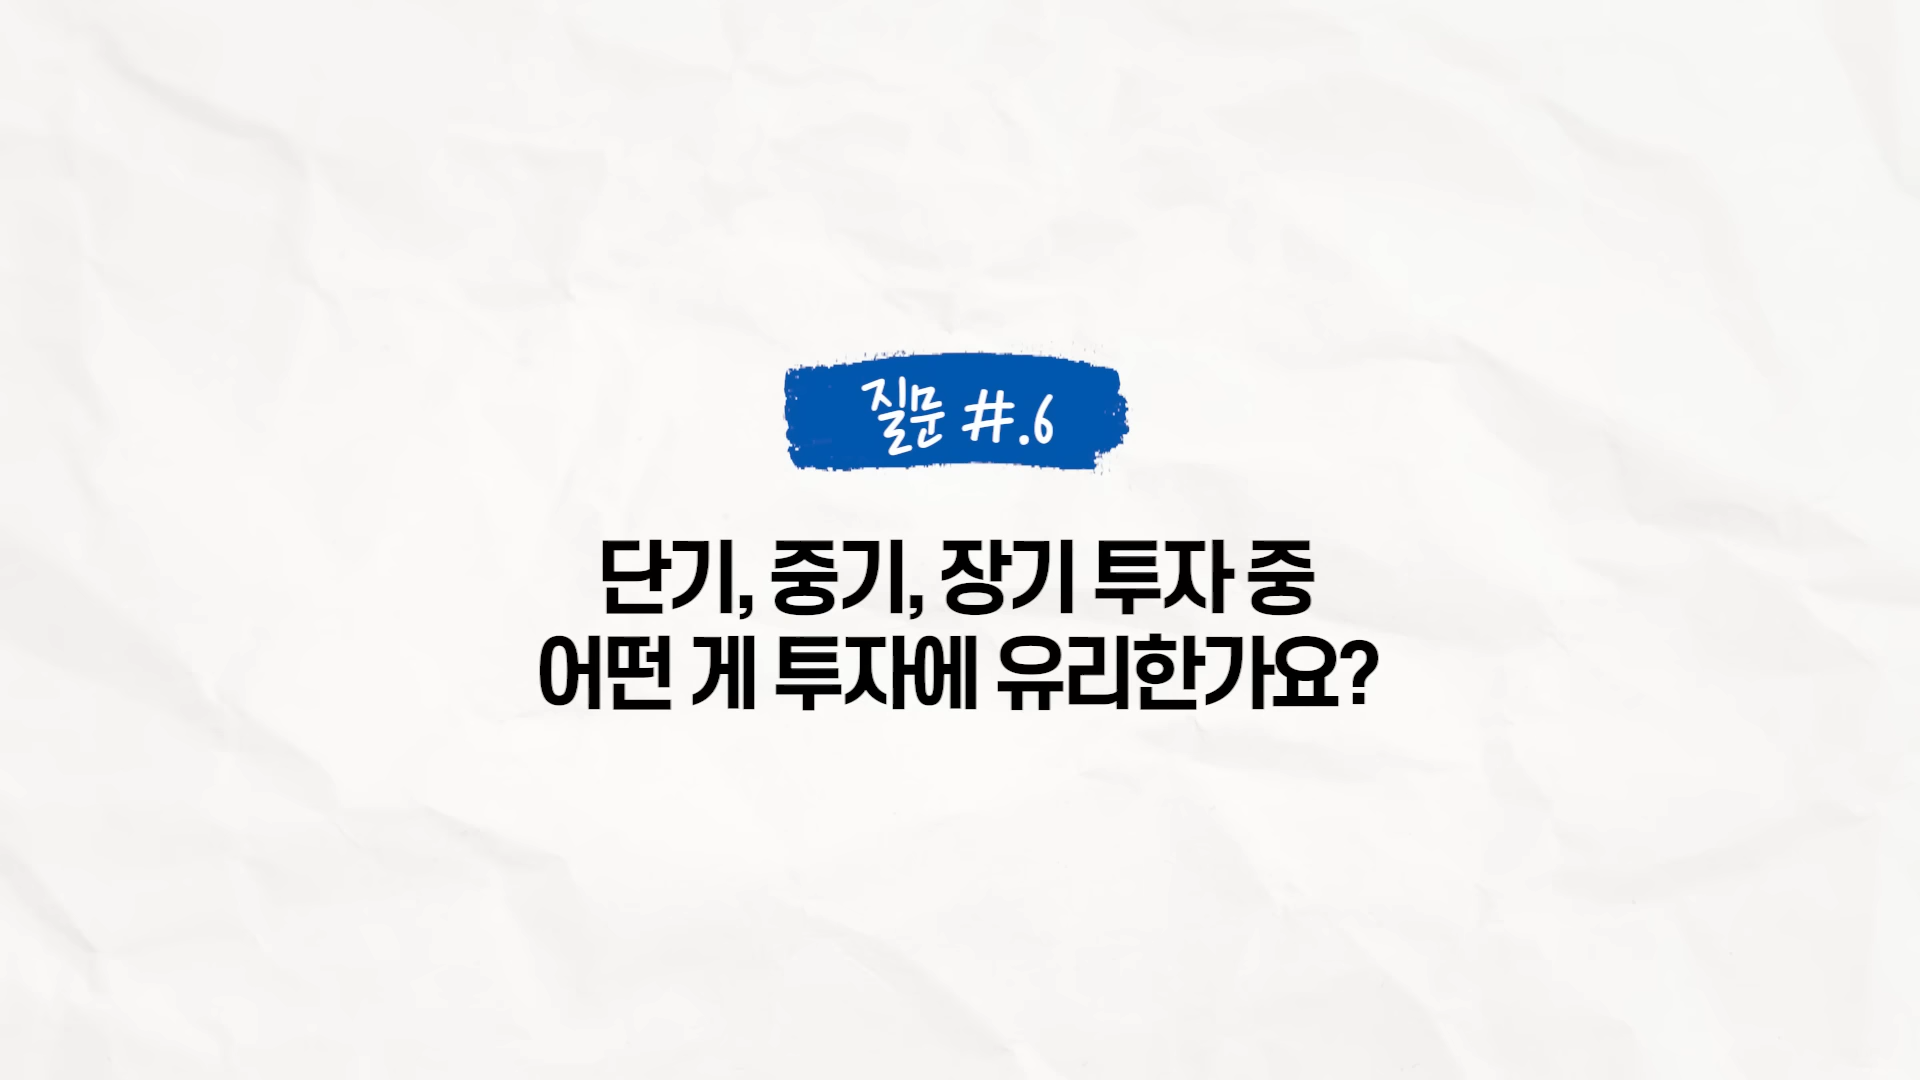 질문 #.6
단기, 중기, 장기 투자 중
어떤 게 투자에 유리한가요?